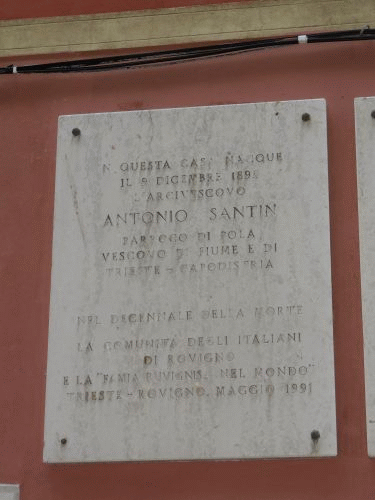 N QUESTA CASA NACQUE
IL 9 DICEMBRE 1895
L'ARCIVESCOVO
ANTONIO SANTIN
PARROCO DI POLA
VESCOVO DI FIUME E DI
TRIESTE - CAPODISTRIA
NEL DECENNALE DELLA MORTE
LA COMUNITÀ DEGLI ITALIANI
DI ROVIGNO
E LA "FAMIA RUVIGNISA NEL MONDO"
TRIESTE - ROVIGNO, MAGGIO 1991